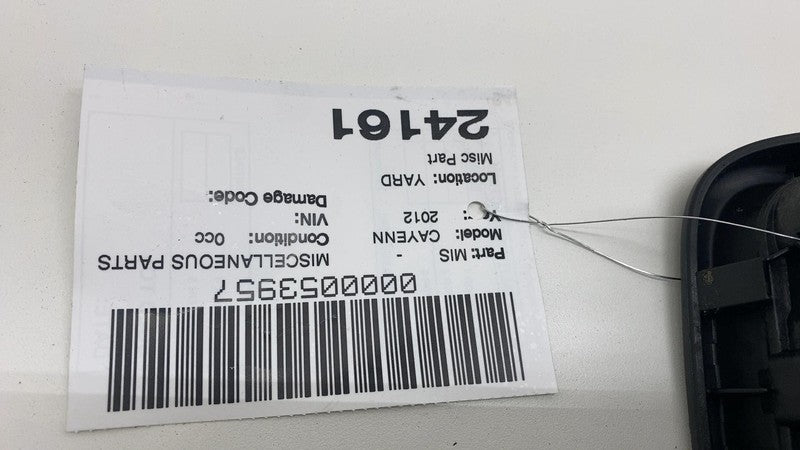 0000053957
Part: MIS - MISCELLANEOUS PARTS
Model: CAYENN Condition: 0cc
2012 VIN:
Damage Code:
Location: YARD
Misc Part
24161